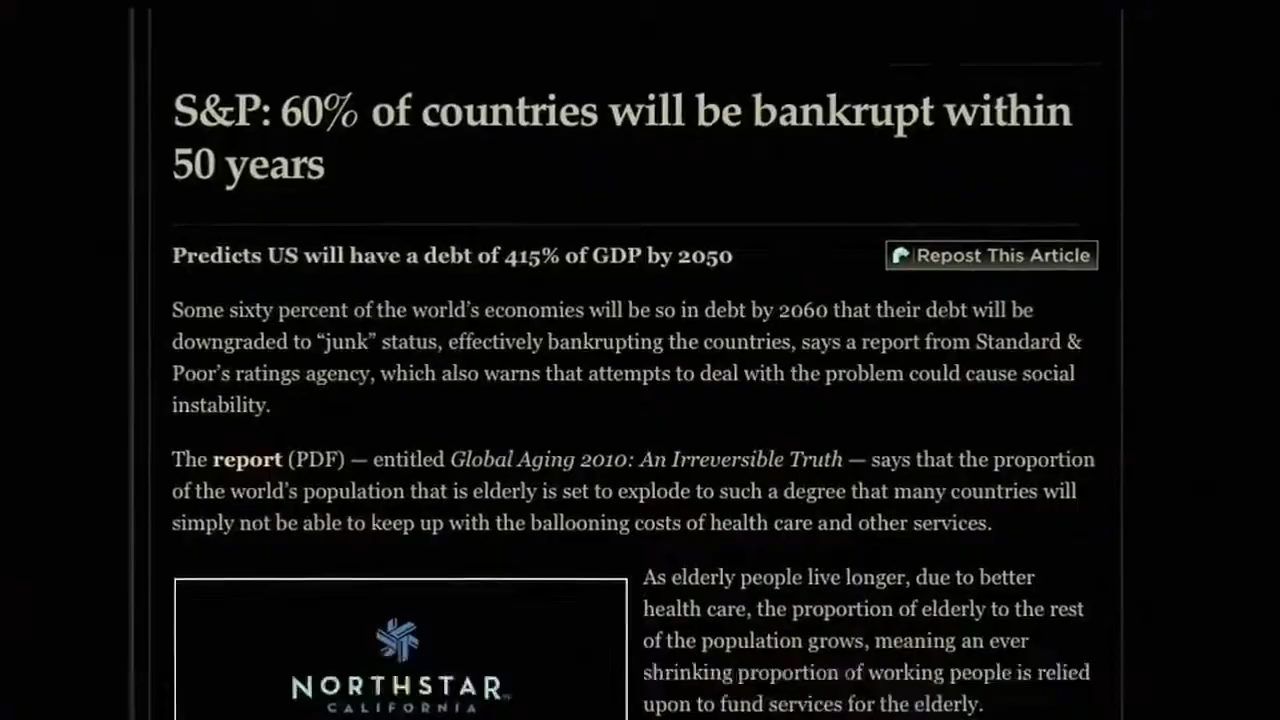 S&P: 60% of countries will be bankrupt within
50 years
Predicts US will have a debt of 415% of GDP by 2050
Repost This Article
Some sixty percent of the world's economies will be so in debt by 2060 that their debt will be
downgraded to “junk” status, effectively bankrupting the countries, says a report from Standard &
Poor's ratings agency, which also warns that attempts to deal with the problem could cause social
instability.
The report (PDF) — entitled Global Aging 2010: An Irreversible Truth — says that the proportion
of the world's population that is elderly is set to explode to such a degree that many countries will
simply not be able to keep up with the ballooning costs of health care and other services.
As elderly people live longer, due to better
health care, the proportion of elderly to the rest
of the population grows, meaning an ever
shrinking proportion of working people is relied
upon to fund services for the elderly.
NORTHSTAR
CALIFORNIA